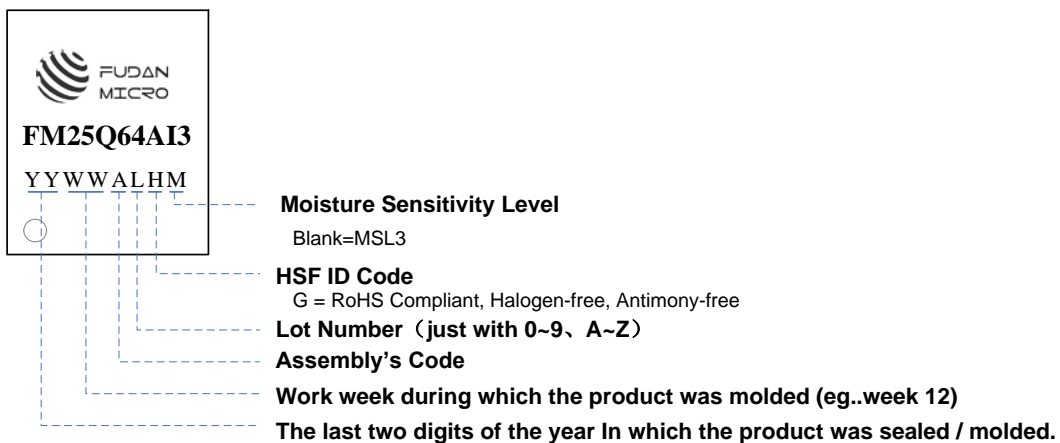 FUDAN
MICRO
FM25Q64AI3
YYWWALHM
Moisture Sensitivity Level
Blank=MSL3
HSF ID Code
G = RoHS Compliant, Halogen-free, Antimony-free
Lot Number（just with 0~9、A~Z）
Assembly’s Code
Work week during which the product was molded (eg..week 12)
The last two digits of the year In which the product was sealed / molded.